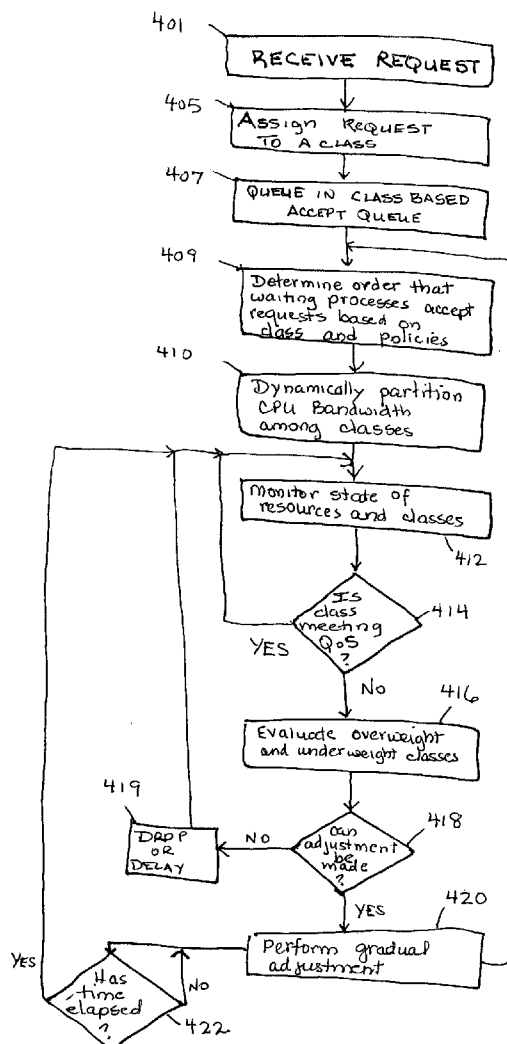 401
RECEIVE REQUEST
405
ASSIGN REQUEST
TO A CLASS
407
QUEUE IN CLASS BASED
ACCEPT QUEUE
409
Determine order that
waiting processes accept
requests based on
class and policies
410
Dynamically partition
CPU Bandwidth
among classes
monitor state of
resources and classes
412
Is
class
meeting
QoS
?
414
YES
NO
416
Evaluate overweight
and underweight classes
419
DROP
OR
DELAY
NO
can
adjustment
be
made
?
418
YES
420
Perform gradual
adjustment
YES
Has
time
elapsed
?
NO
422